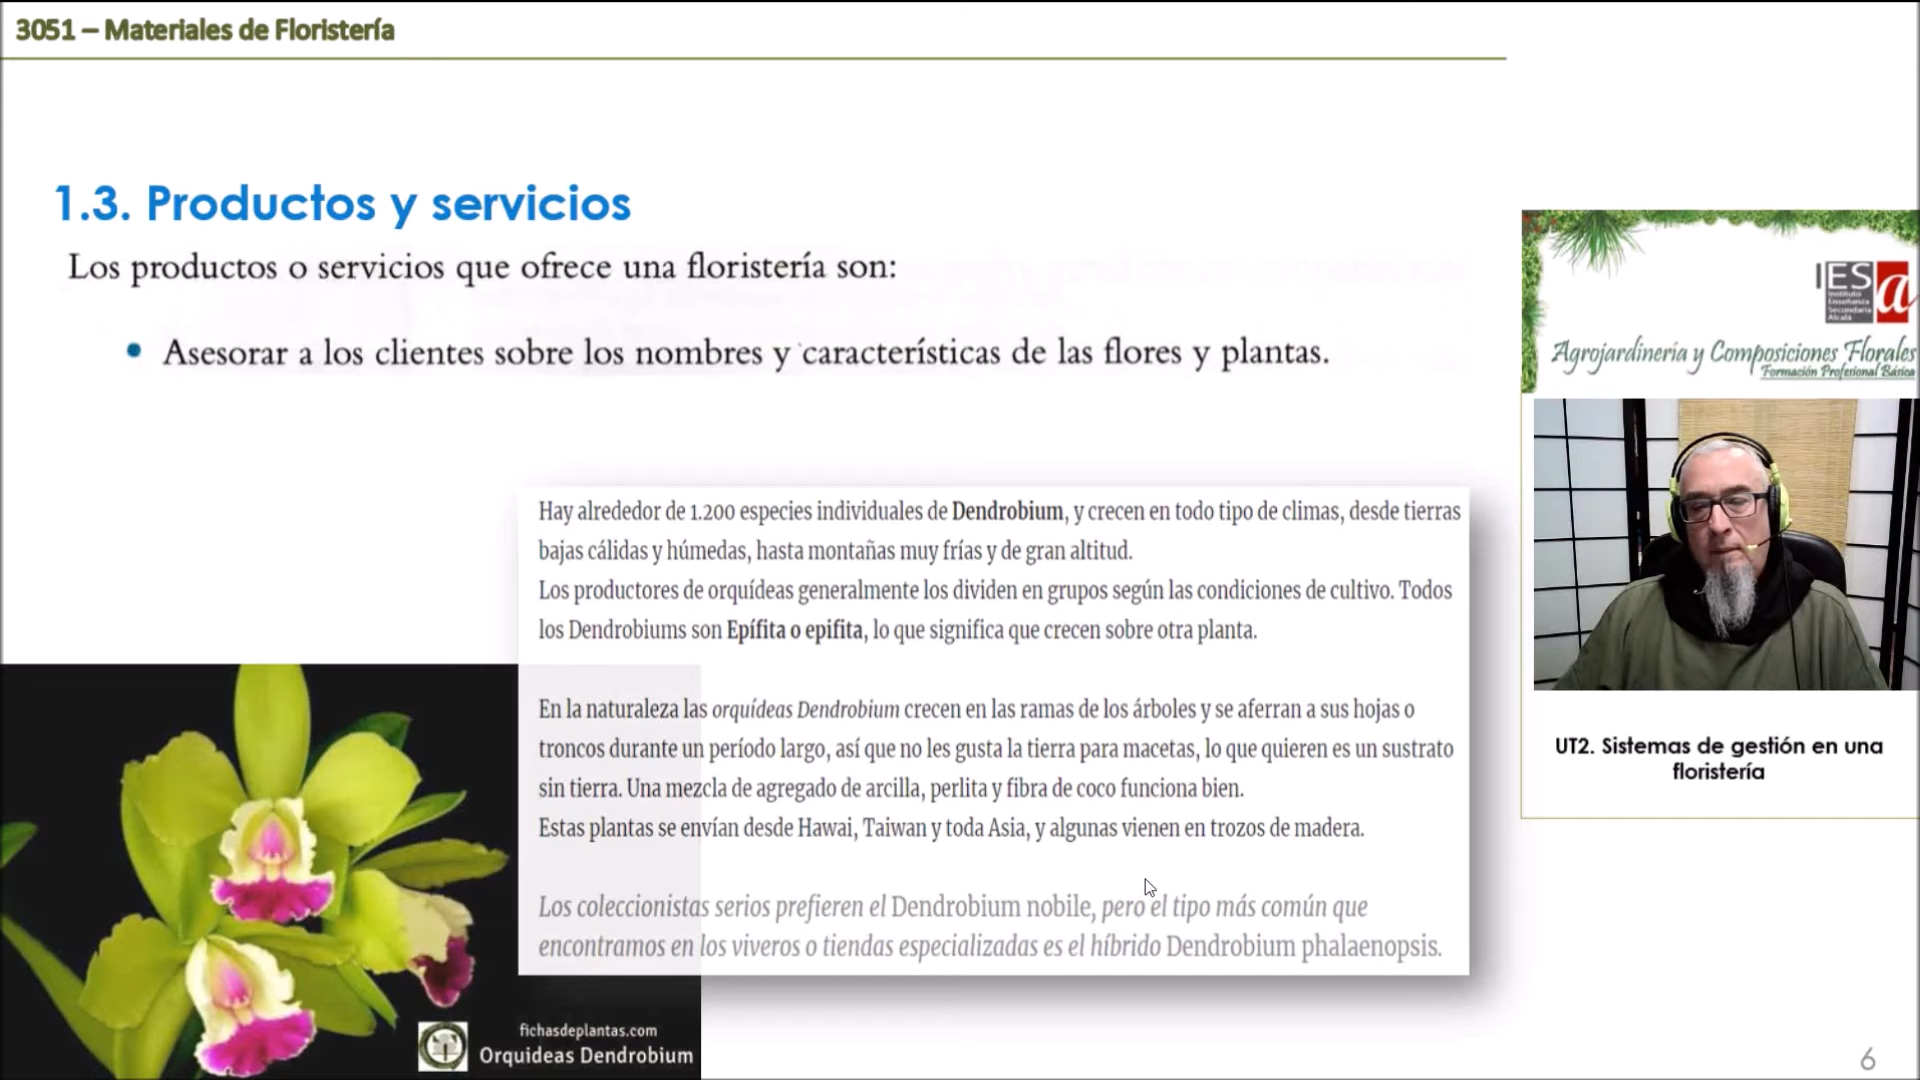 3051 – Materiales de Floristería
1.3. Productos y servicios
Los productos o servicios que ofrece una floristería son:
• Asesorar a los clientes sobre los nombres y características de las flores y plantas.
Hay alrededor de 1.200 especies individuales de Dendrobium, y crecen en todo tipo de climas, desde tierras
bajas cálidas y húmedas, hasta montañas muy frías y de gran altitud.
Los productores de orquídeas generalmente los dividen en grupos según las condiciones de cultivo. Todos
los Dendrobiums son Epífita o epifita, lo que significa que crecen sobre otra planta.
En la naturaleza las orquídeas Dendrobium crecen en las ramas de los árboles y se aferran a sus hojas o
troncos durante un período largo, así que no les gusta la tierra para macetas, lo que quieren es un sustrato
sin tierra. Una mezcla de agregado de arcilla, perlita y fibra de coco funciona bien.
Estas plantas se envían desde Hawai, Taiwan y toda Asia, y algunas vienen en trozos de madera.
Los coleccionistas serios prefieren el Dendrobium nobile, pero el tipo más común que
encontramos en los viveros o tiendas especializadas es el híbrido Dendrobium phalaenopsis.
fichasdeplantas.com
Orquideas Dendrobium
IES a
Instituto
Enseñanza
Secundaria
Alcalá
Agrojardinería y Composiciones Florales
Formación Profesional Básica
UT2. Sistemas de gestión en una
floristería
6